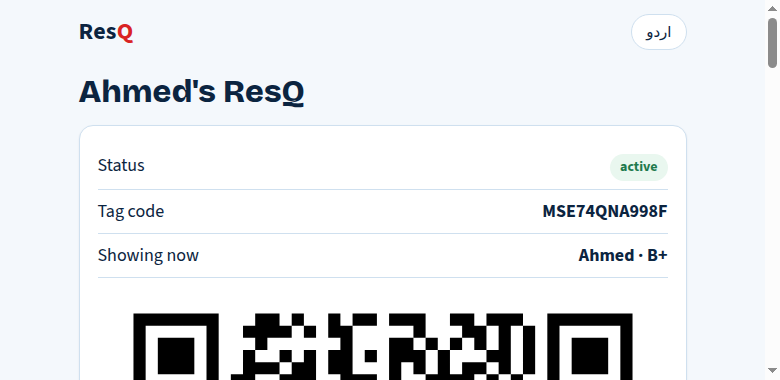 ResQ
اردو
Ahmed's ResQ
Status active
Tag code MSE74QNA998F
Showing now Ahmed · B+